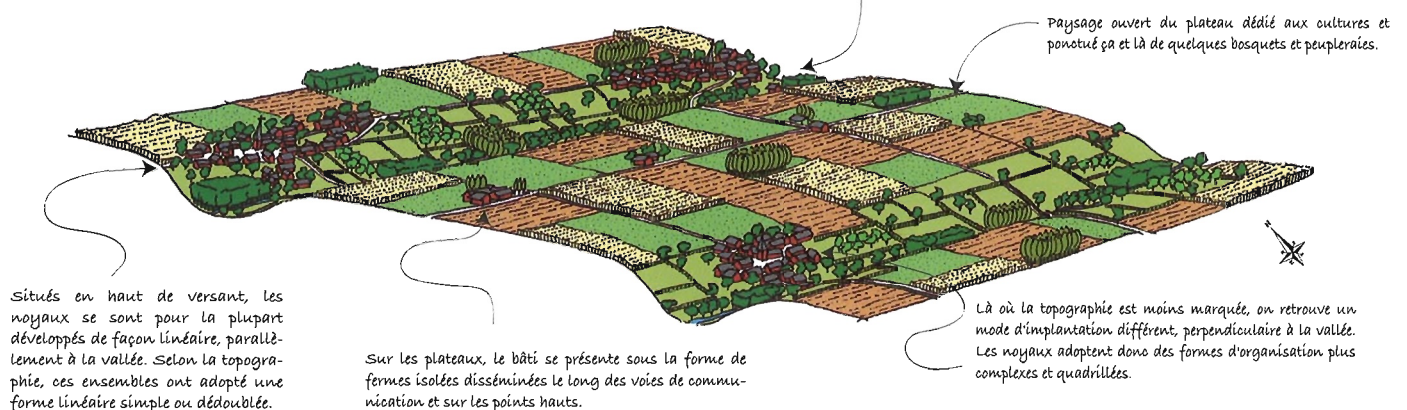 Paysage ouvert du plateau dédié aux cultures et
ponctué ça et là de quelques bosquets et peupleraies.
Situés en haut de versant, les
noyaux se sont pour la plupart
développés de façon linéaire, parallè-
lement à la vallée. Selon la topogra-
phie, ces ensembles ont adopté une
forme linéaire simple ou dédoublée.
Sur les plateaux, le bâti se présente sous la forme de
fermes isolées disséminées le long des voies de commu-
nication et sur les points hauts.
Là où la topographie est moins marquée, on retrouve un
mode d'implantation différent, perpendiculaire à la vallée.
Les noyaux adoptent donc des formes d'organisation plus
complexes et quadrillées.